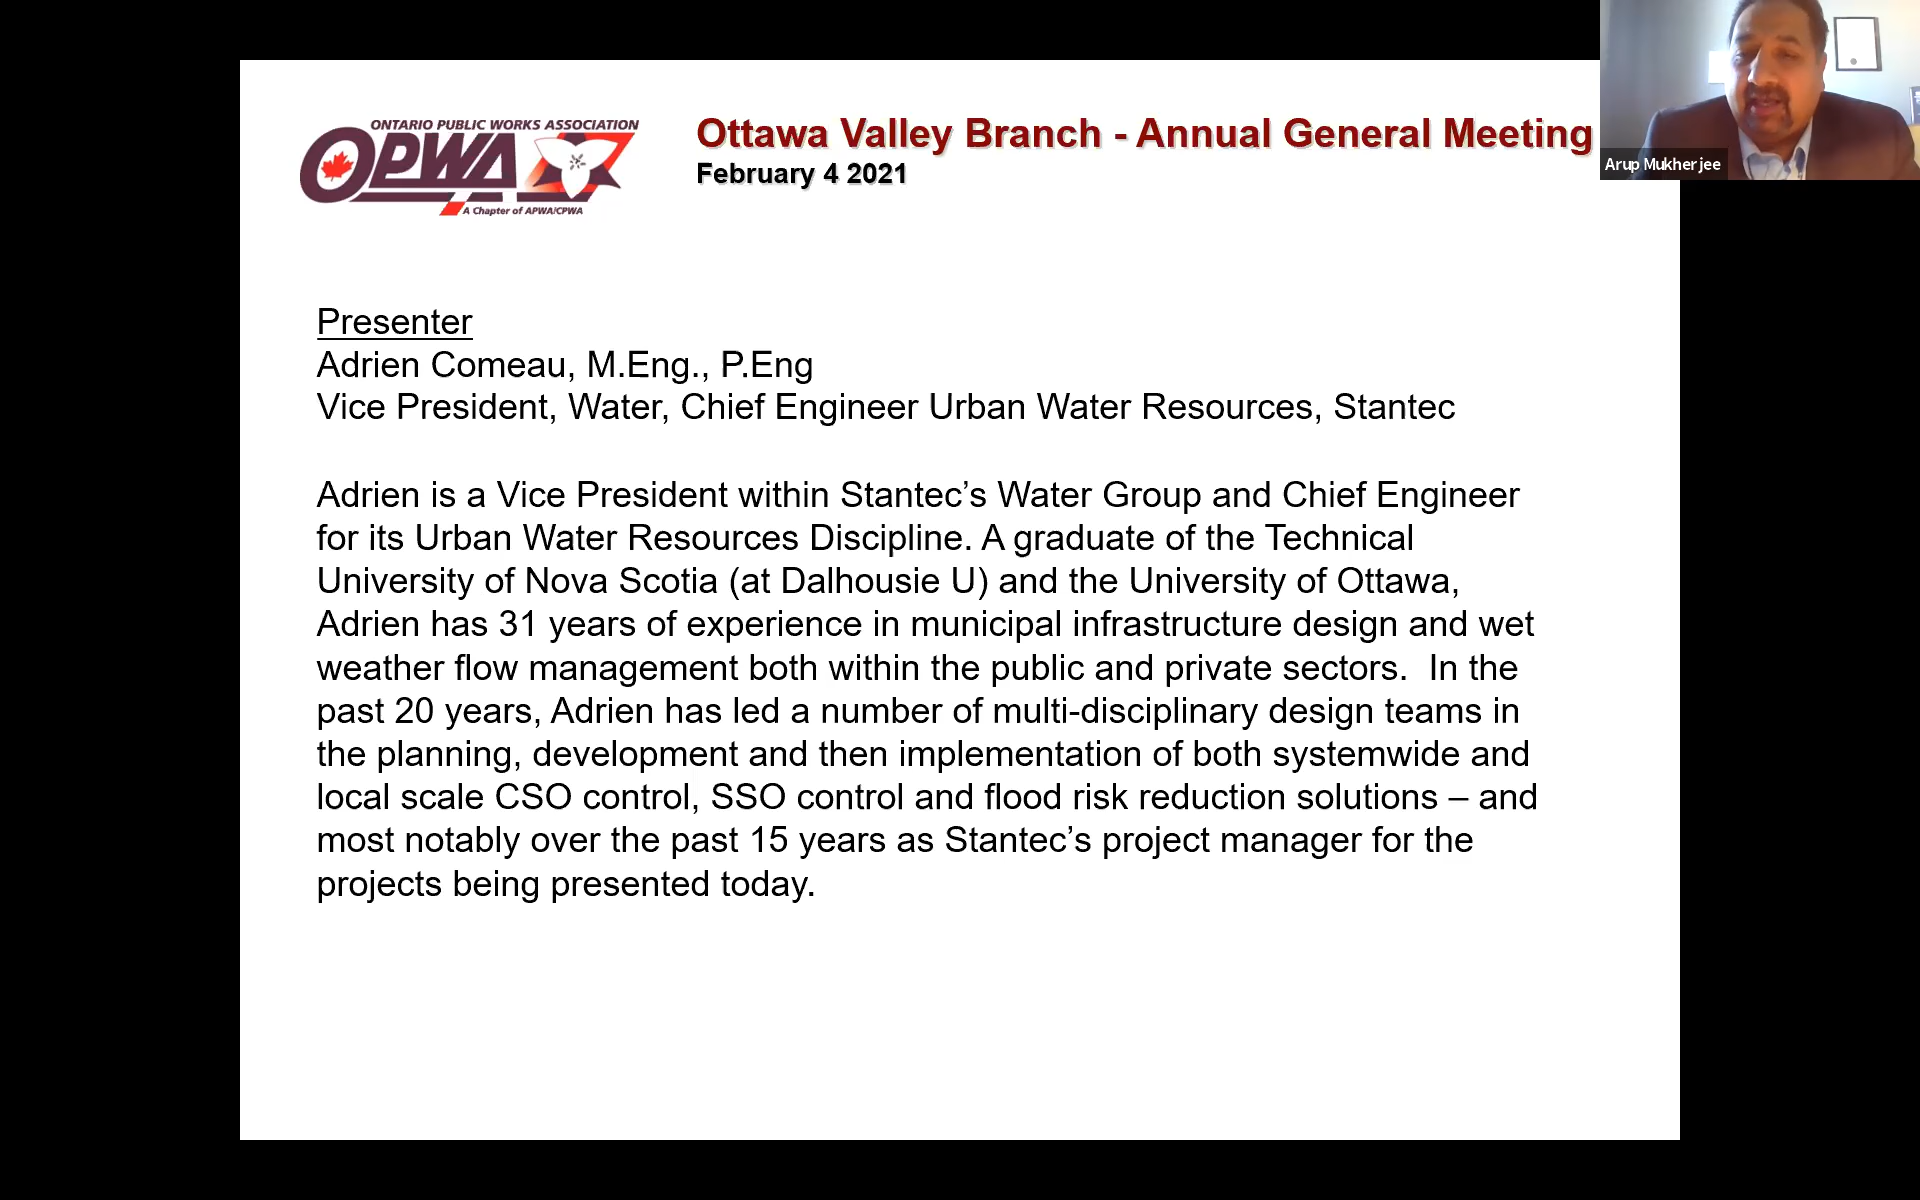 ONTARIO PUBLIC WORKS ASSOCIATION
OPWA
A Chapter of APWA/CPWA
Ottawa Valley Branch - Annual General Meeting
February 4 2021
Arup Mukherjee
Presenter
Adrien Comeau, M.Eng., P.Eng
Vice President, Water, Chief Engineer Urban Water Resources, Stantec
Adrien is a Vice President within Stantec’s Water Group and Chief Engineer
for its Urban Water Resources Discipline. A graduate of the Technical
University of Nova Scotia (at Dalhousie U) and the University of Ottawa,
Adrien has 31 years of experience in municipal infrastructure design and wet
weather flow management both within the public and private sectors.  In the
past 20 years, Adrien has led a number of multi-disciplinary design teams in
the planning, development and then implementation of both systemwide and
local scale CSO control, SSO control and flood risk reduction solutions – and
most notably over the past 15 years as Stantec’s project manager for the
projects being presented today.